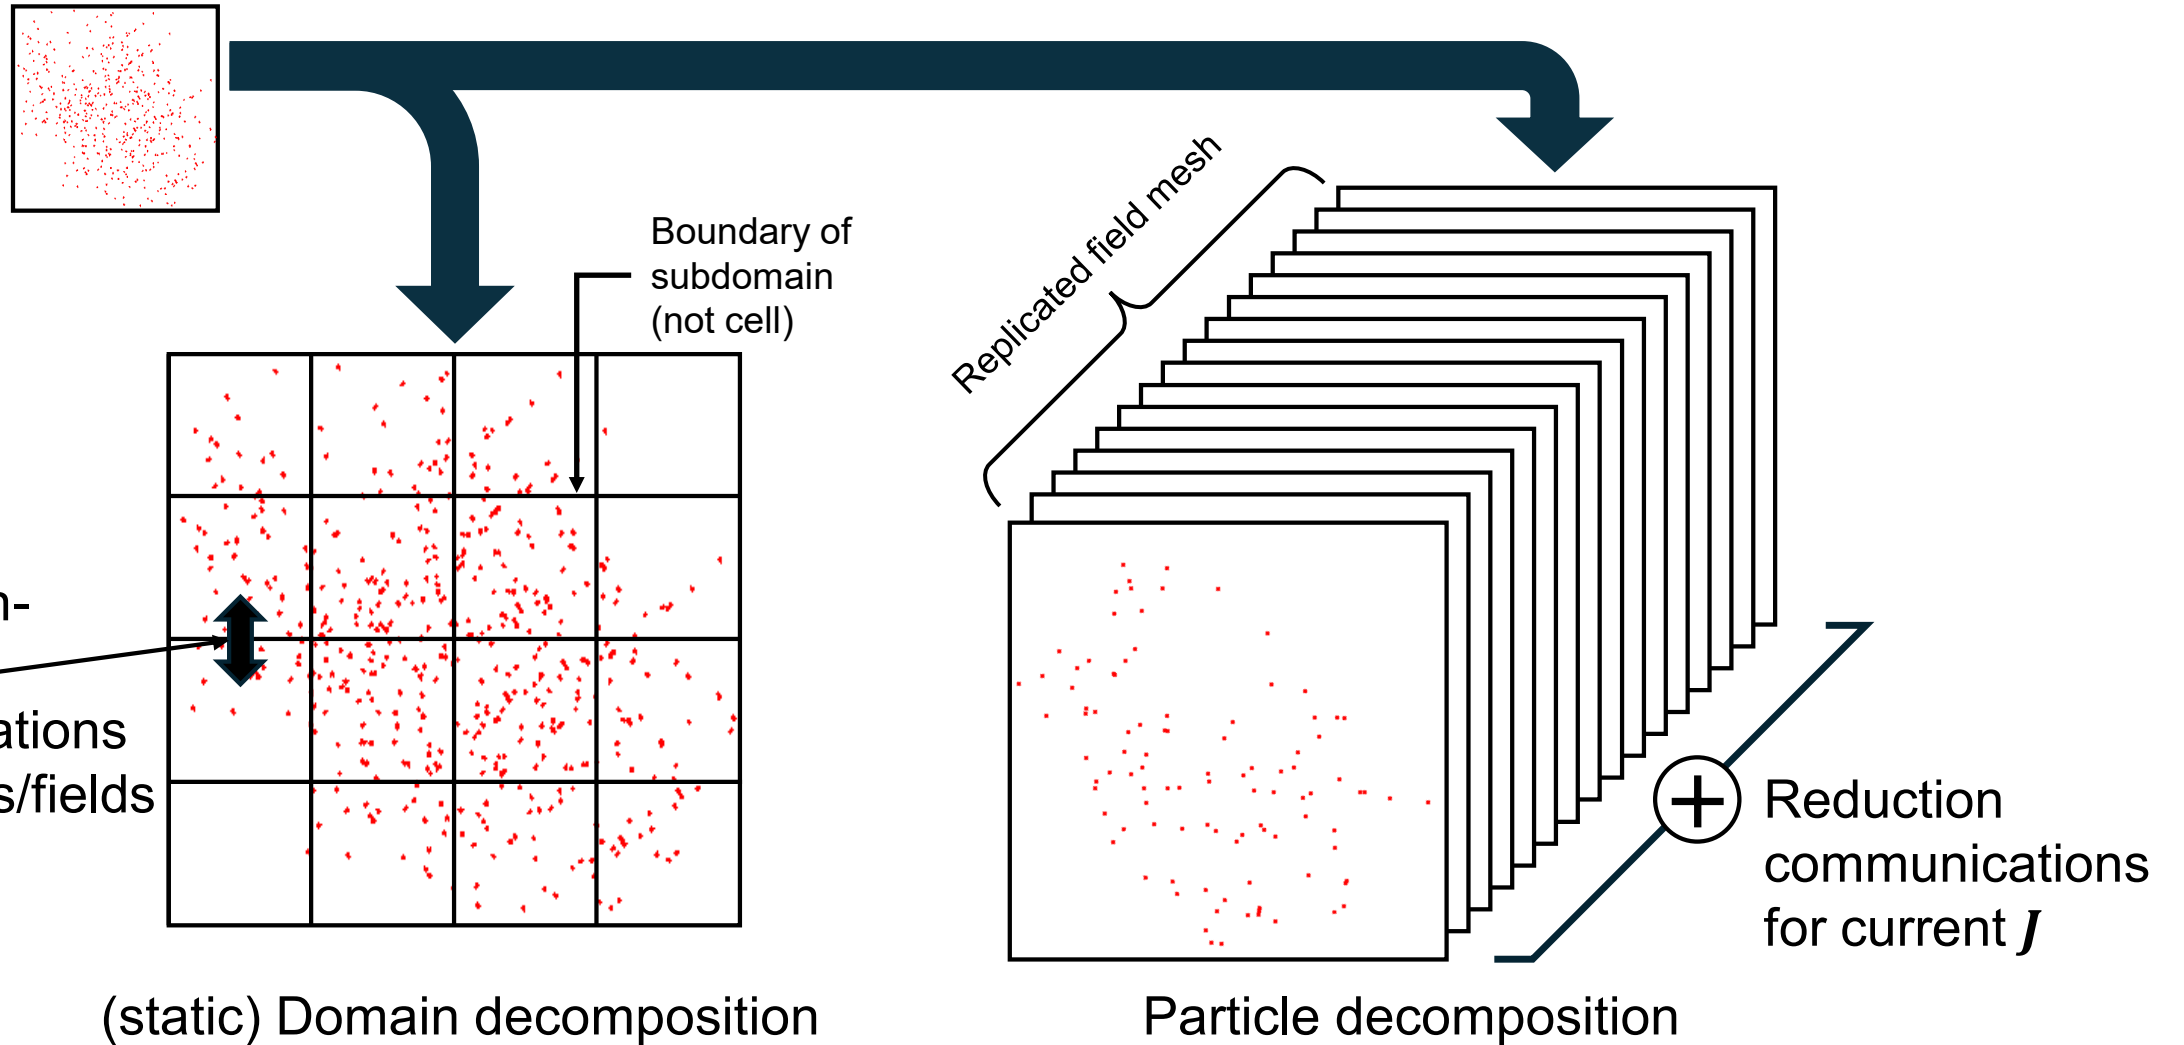 Boundary of
subdomain
(not cell)
Replicated field mesh
n-
ations
s/fields
+
Reduction
communications
for current J
(static) Domain decomposition
Particle decomposition